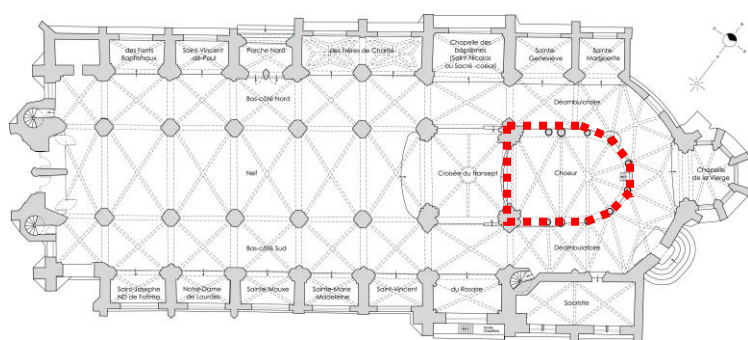 des Fonts
Baptismaux
Saint-Vincent
de-Paul
Porche Nord
des Frères de Charité
Chapelle des
baptêmes
(Saint-Nicolas
ou Sacré-coeur)
Sainte
Geneviève
Sainte
Marguerite
Bas-côté Nord
Déambulatoire
Nef
Croisée du transept
Choeur
Chapelle
de la Vierge
Bas-côté Sud
Déambulatoire
Saint-Josephe
ND de Fatima
Notre-Dame
de Lourdes
Sainte-Mauxe
Sainte-Marie
Madeleine
Saint-Vincent
du Rosaire
Sacristie